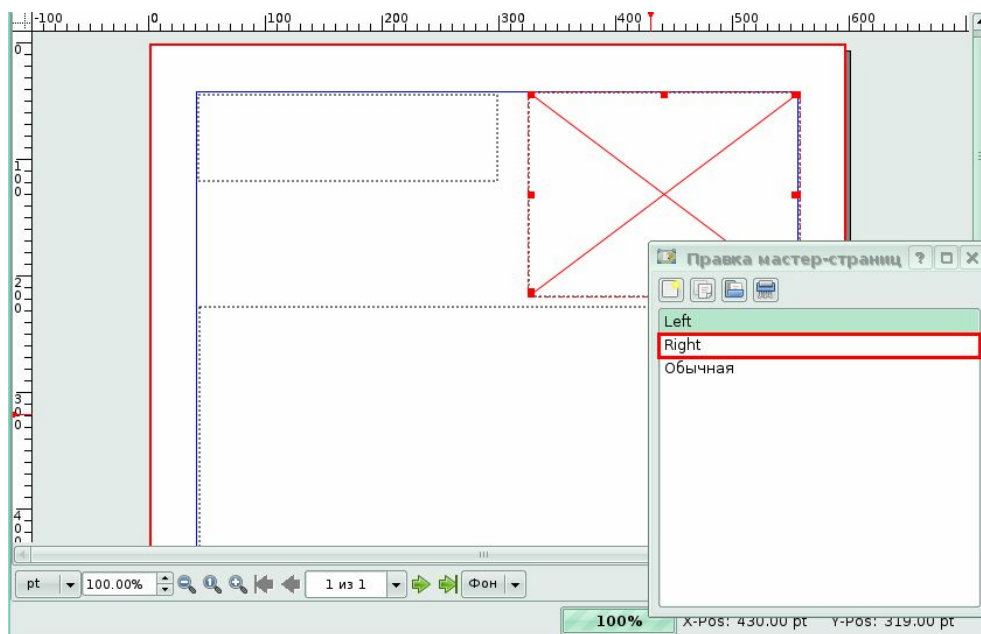 -100 0 100 200 300 400 500 600
0
100
200
300
400
Правка мастер-страниц ?
Left
Right
Обычная
pt 100.00% 1 из 1 Фон
100% X-Pos: 430.00 pt Y-Pos: 319.00 pt